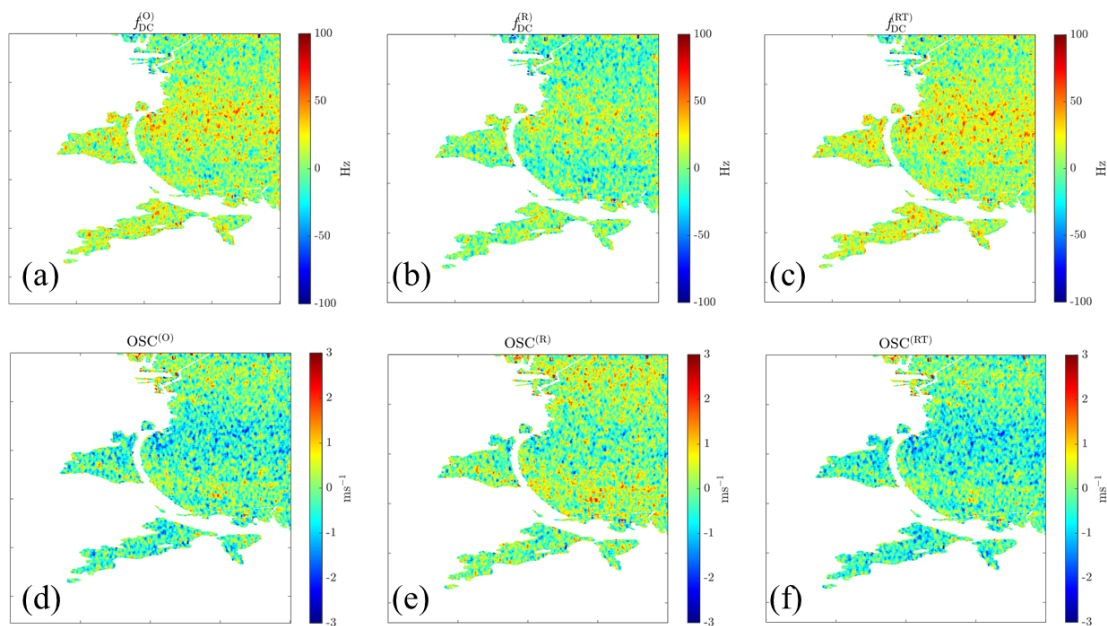 f_DC^(O)
f_DC^(R)
f_DC^(RT)
100
50
0
-50
-100
Hz
(a)
100
50
0
-50
-100
Hz
(b)
100
50
0
-50
-100
Hz
(c)
OSC^(O)
OSC^(R)
OSC^(RT)
3
2
1
0
-1
-2
-3
ms⁻¹
(d)
3
2
1
0
-1
-2
-3
ms⁻¹
(e)
3
2
1
0
-1
-2
-3
ms⁻¹
(f)